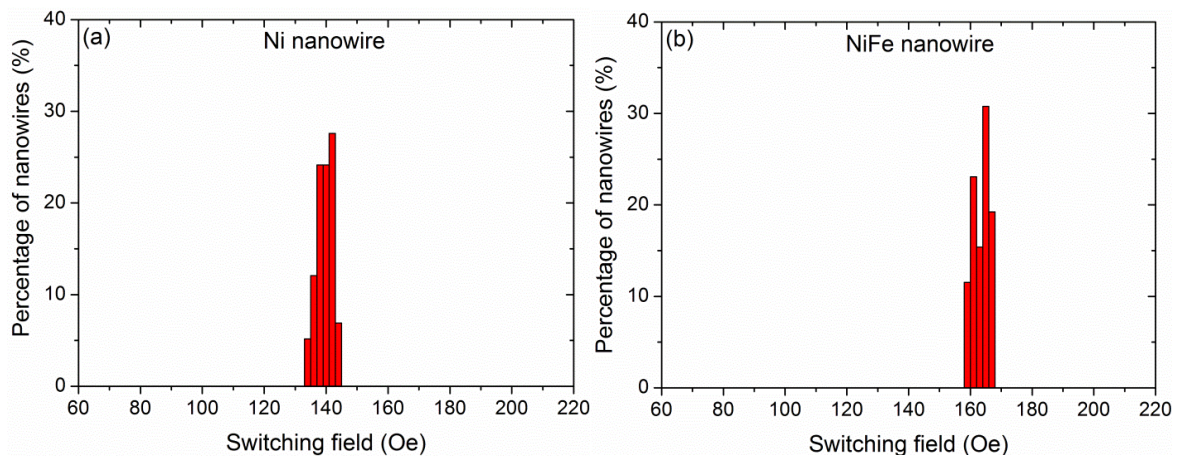 (a)
Ni nanowire
Percentage of nanowires (%)
40
30
20
10
0
60 80 100 120 140 160 180 200 220
Switching field (Oe)
(b)
NiFe nanowire
Percentage of nanowires (%)
40
30
20
10
0
60 80 100 120 140 160 180 200 220
Switching field (Oe)